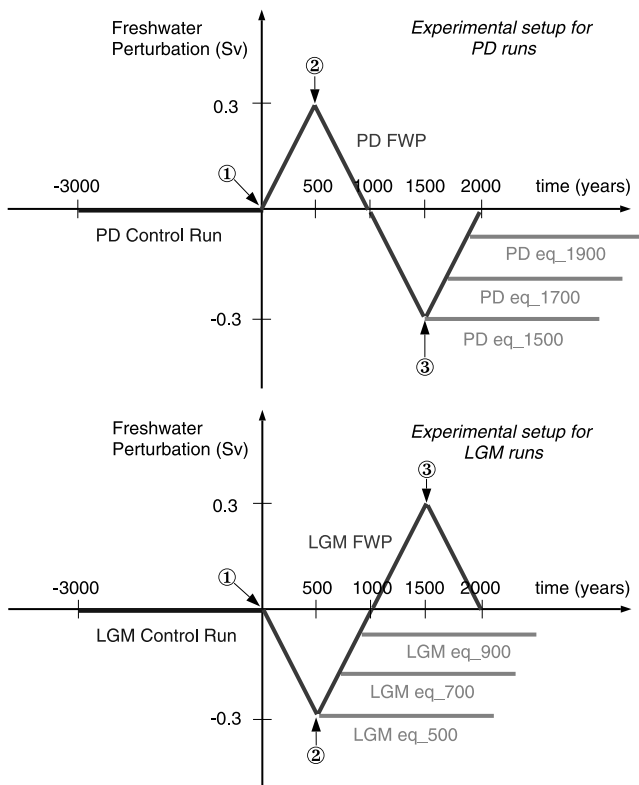 Freshwater
Perturbation (Sv)
Experimental setup for
PD runs
②
0.3
PD FWP
①
-3000
500
1000
1500
2000
time (years)
PD Control Run
PD eq_1900
PD eq_1700
-0.3
PD eq_1500
③
Freshwater
Perturbation (Sv)
Experimental setup for
LGM runs
③
0.3
LGM FWP
①
-3000
500
1000
1500
2000
time (years)
LGM Control Run
LGM eq_900
LGM eq_700
-0.3
LGM eq_500
②